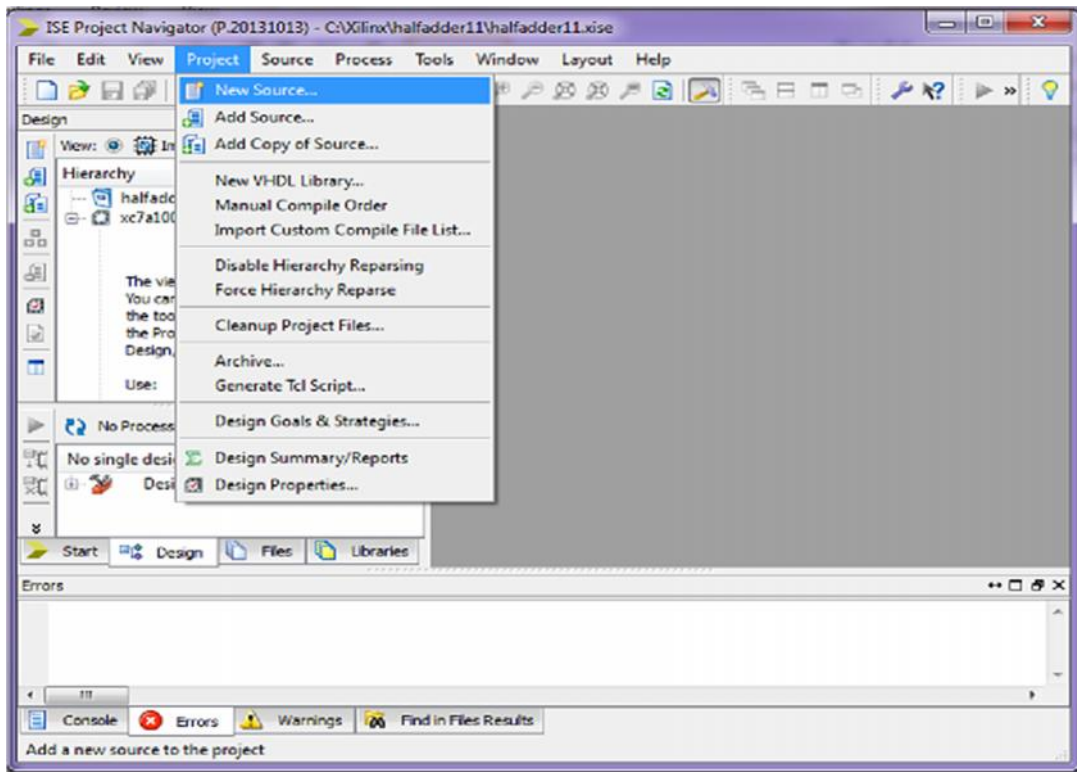 ISE Project Navigator (P.20131013) - C:\Xilinx\halfadder11\halfadder11.xise
File Edit View Project Source Process Tools Window Layout Help
New Source...
Add Source...
Add Copy of Source...
New VHDL Library...
Manual Compile Order
Import Custom Compile File List...
Disable Hierarchy Reparsing
Force Hierarchy Reparse
Cleanup Project Files...
Archive...
Generate Tcl Script...
Design Goals & Strategies...
Design Summary/Reports
Design Properties...
Design
View: Im
Hierarchy
halfadd
xc7a100
The vie
You can
the too
the Pro
Design,
Use:
No Process
No single desi
Desi
Start Design Files Libraries
Errors
Console Errors Warnings Find in Files Results
Add a new source to the project